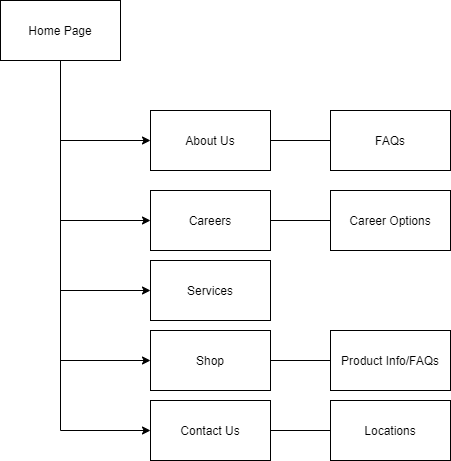 Home Page
About Us
FAQs
Careers
Career Options
Services
Shop
Product Info/FAQs
Contact Us
Locations